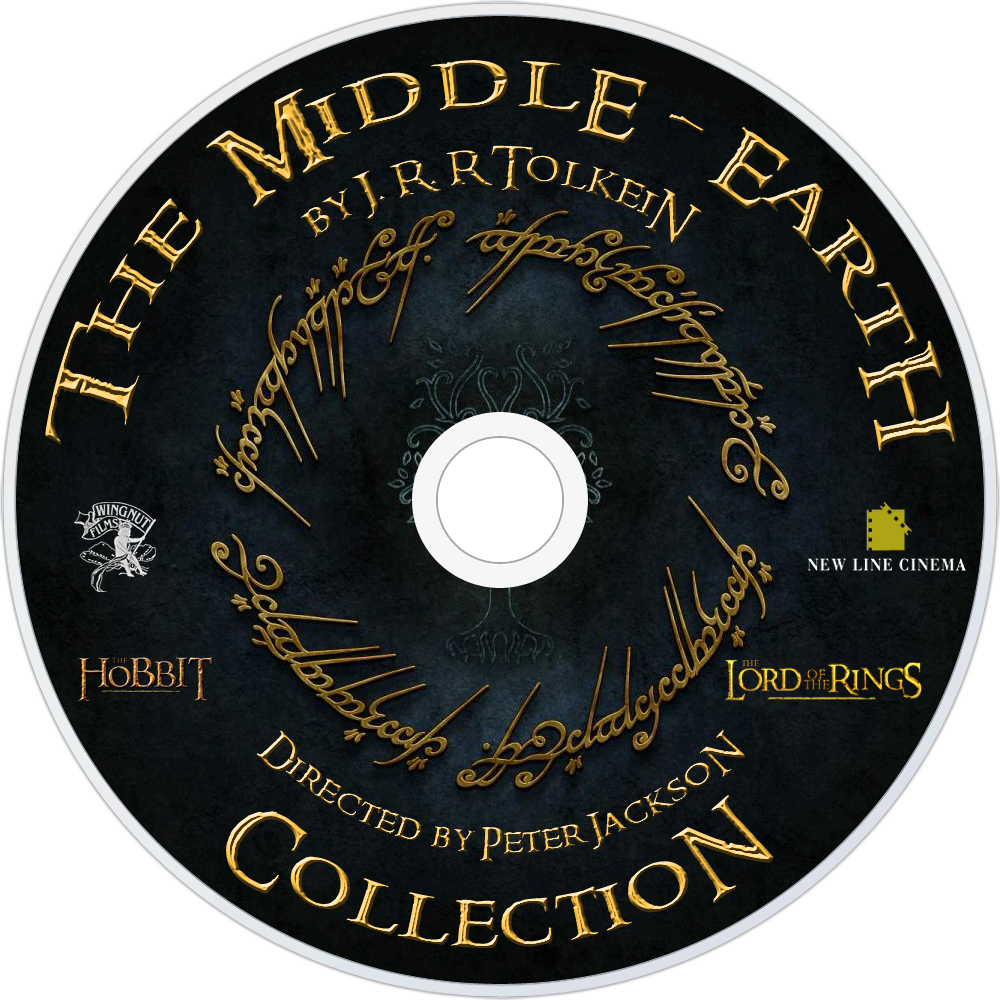 The Middle-Earth
by J.R.R Tolkein
WINGNUT
FILMS
NEW LINE CINEMA
THE
HOBBIT
THE
LORD OF THE RINGS
Directed by Peter Jackson
Collection